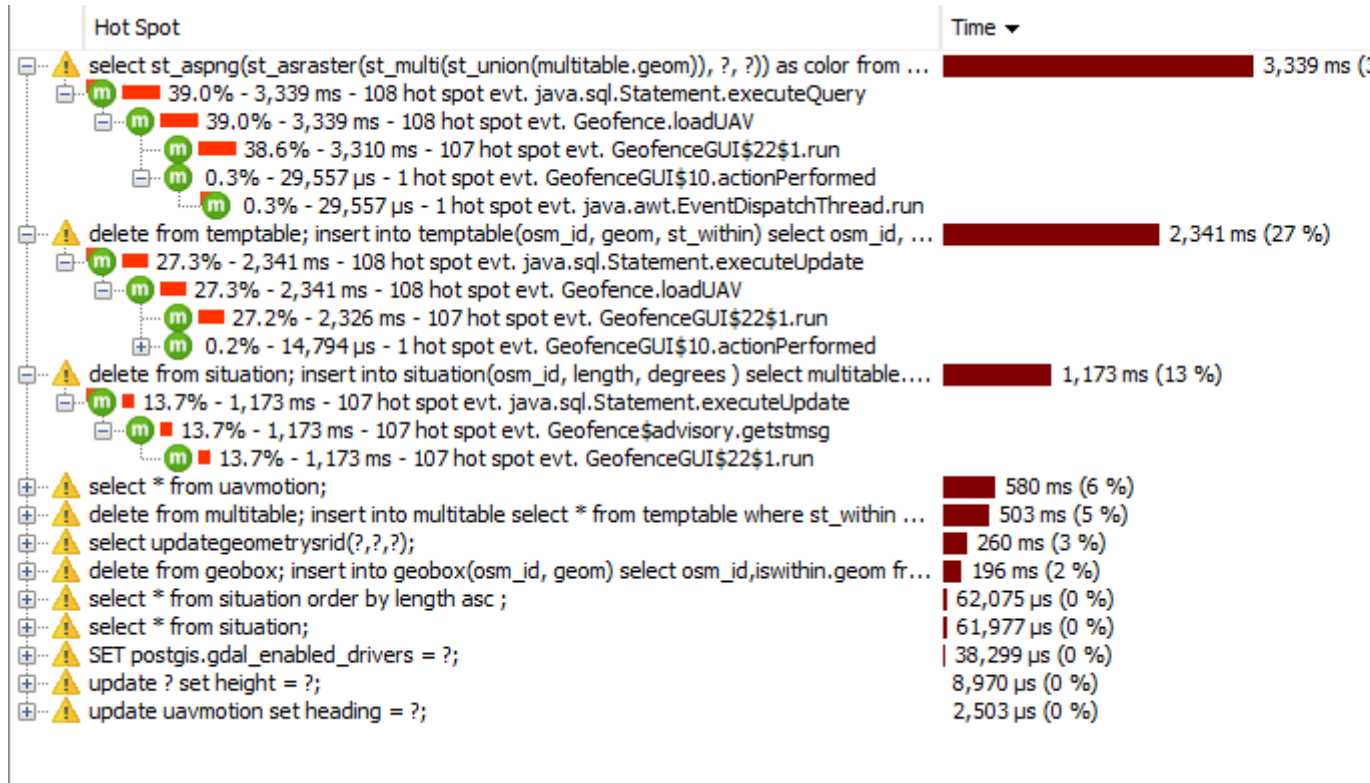 Hot Spot Time
select st_aspng(st_asraster(st_multi(st_union(multitable.geom)), ?, ?)) as color from ... 3,339 ms (3
39.0% - 3,339 ms - 108 hot spot evt. java.sql.Statement.executeQuery
39.0% - 3,339 ms - 108 hot spot evt. Geofence.loadUAV
38.6% - 3,310 ms - 107 hot spot evt. GeofenceGUI$22$1.run
0.3% - 29,557 µs - 1 hot spot evt. GeofenceGUI$10.actionPerformed
0.3% - 29,557 µs - 1 hot spot evt. java.awt.EventDispatchThread.run
delete from temptable; insert into temptable(osm_id, geom, st_within) select osm_id, ... 2,341 ms (27 %)
27.3% - 2,341 ms - 108 hot spot evt. java.sql.Statement.executeUpdate
27.3% - 2,341 ms - 108 hot spot evt. Geofence.loadUAV
27.2% - 2,326 ms - 107 hot spot evt. GeofenceGUI$22$1.run
0.2% - 14,794 µs - 1 hot spot evt. GeofenceGUI$10.actionPerformed
delete from situation; insert into situation(osm_id, length, degrees ) select multitable.... 1,173 ms (13 %)
13.7% - 1,173 ms - 107 hot spot evt. java.sql.Statement.executeUpdate
13.7% - 1,173 ms - 107 hot spot evt. Geofence$advisory.getstmsg
13.7% - 1,173 ms - 107 hot spot evt. GeofenceGUI$22$1.run
select * from uavmotion; 580 ms (6 %)
delete from multitable; insert into multitable select * from temptable where st_within ... 503 ms (5 %)
select updategeometrysrid(?,?,?); 260 ms (3 %)
delete from geobox; insert into geobox(osm_id, geom) select osm_id,iswithin.geom fr... 196 ms (2 %)
select * from situation order by length asc ; 62,075 µs (0 %)
select * from situation; 61,977 µs (0 %)
SET postgis.gdal_enabled_drivers = ?; 38,299 µs (0 %)
update ? set height = ?; 8,970 µs (0 %)
update uavmotion set heading = ?; 2,503 µs (0 %)